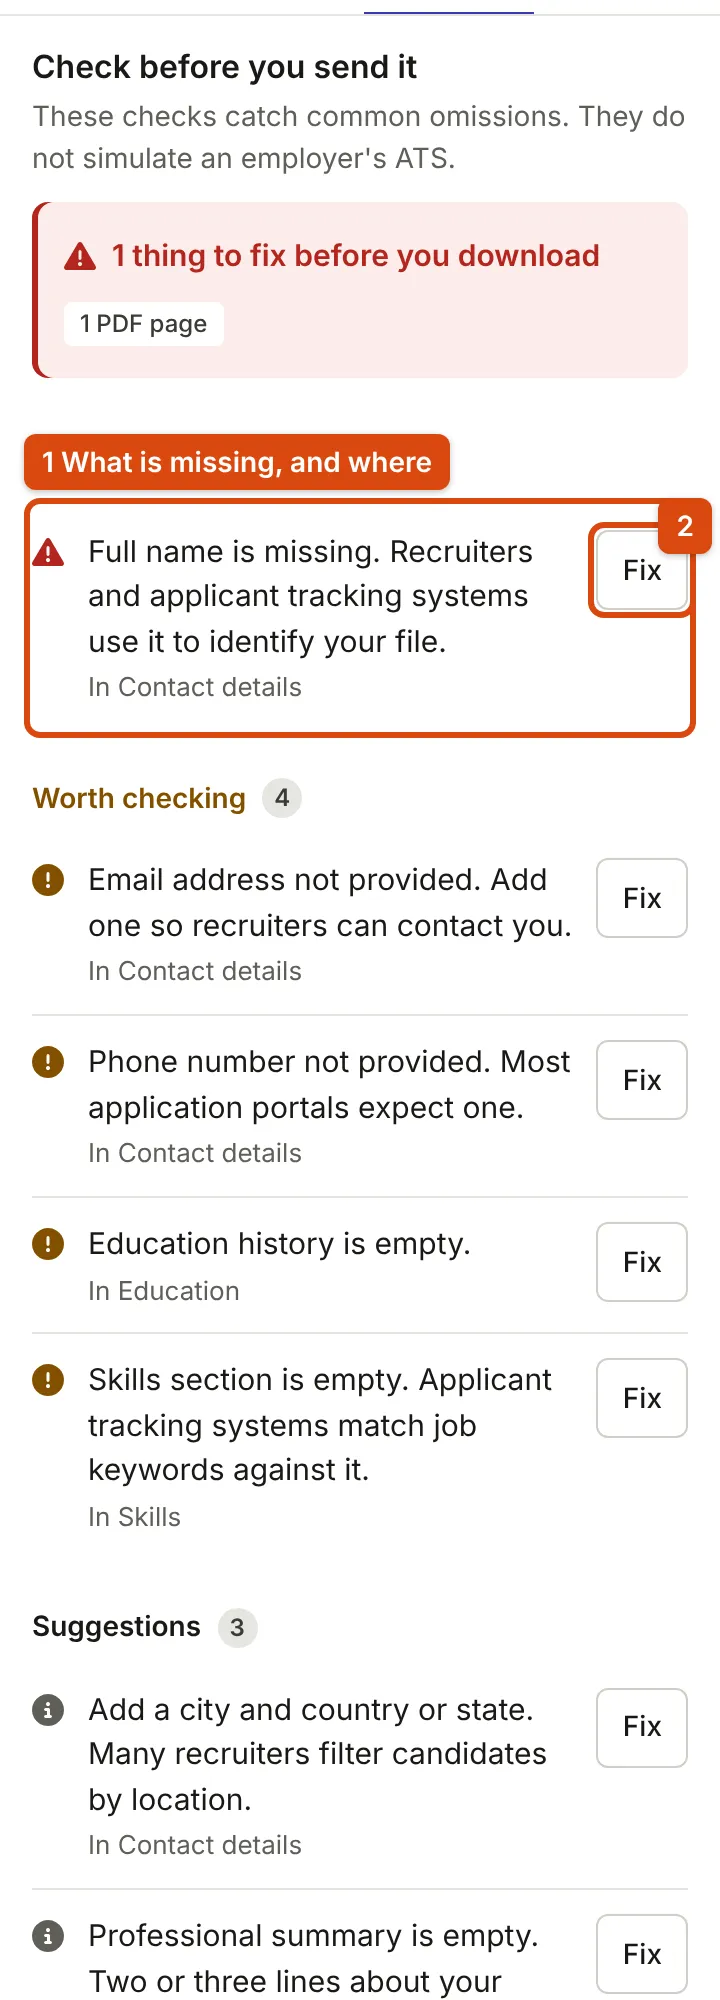 Check before you send it
These checks catch common omissions. They do
not simulate an employer's ATS.
1 thing to fix before you download
1 PDF page
1 What is missing, and where
2
Full name is missing. Recruiters
and applicant tracking systems
use it to identify your file.
In Contact details
Fix
Worth checking 4
Email address not provided. Add
one so recruiters can contact you.
In Contact details
Fix
Phone number not provided. Most
application portals expect one.
In Contact details
Fix
Education history is empty.
In Education
Fix
Skills section is empty. Applicant
tracking systems match job
keywords against it.
In Skills
Fix
Suggestions 3
Add a city and country or state.
Many recruiters filter candidates
by location.
In Contact details
Fix
Professional summary is empty.
Two or three lines about your
Fix